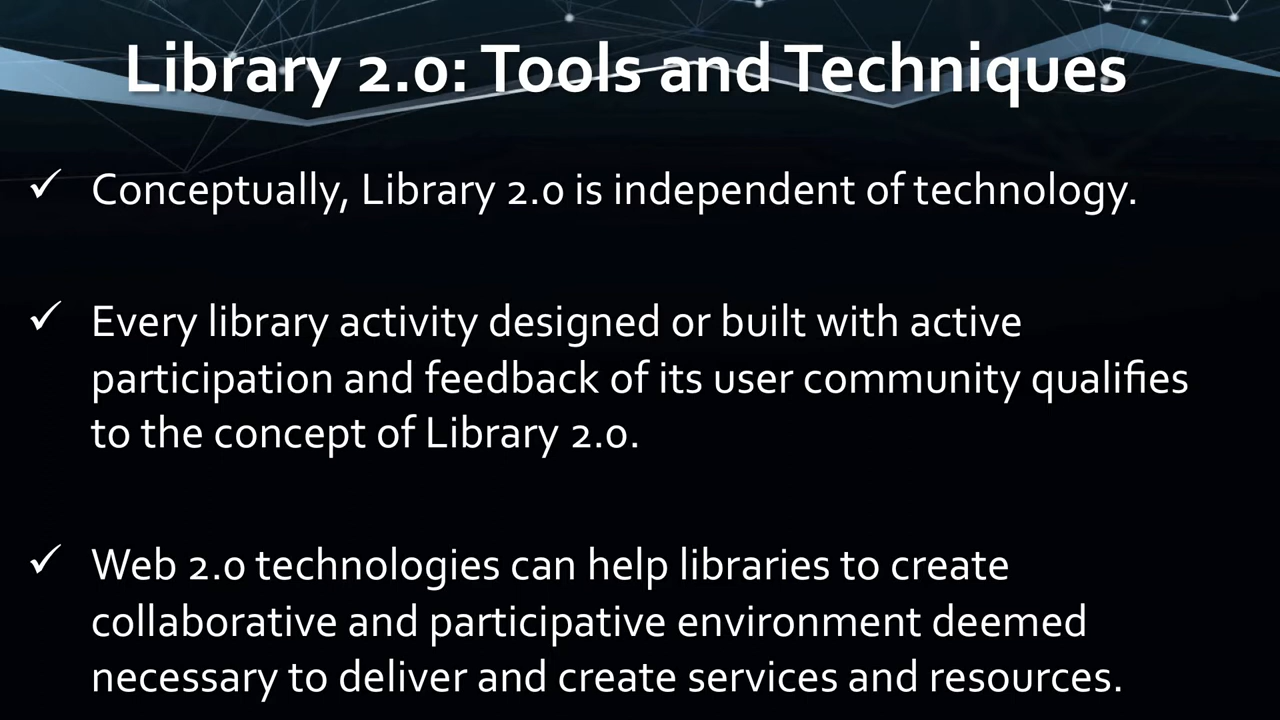 Library 2.0: Tools and Techniques
✓ Conceptually, Library 2.0 is independent of technology.
✓ Every library activity designed or built with active
participation and feedback of its user community qualifies
to the concept of Library 2.0.
✓ Web 2.0 technologies can help libraries to create
collaborative and participative environment deemed
necessary to deliver and create services and resources.